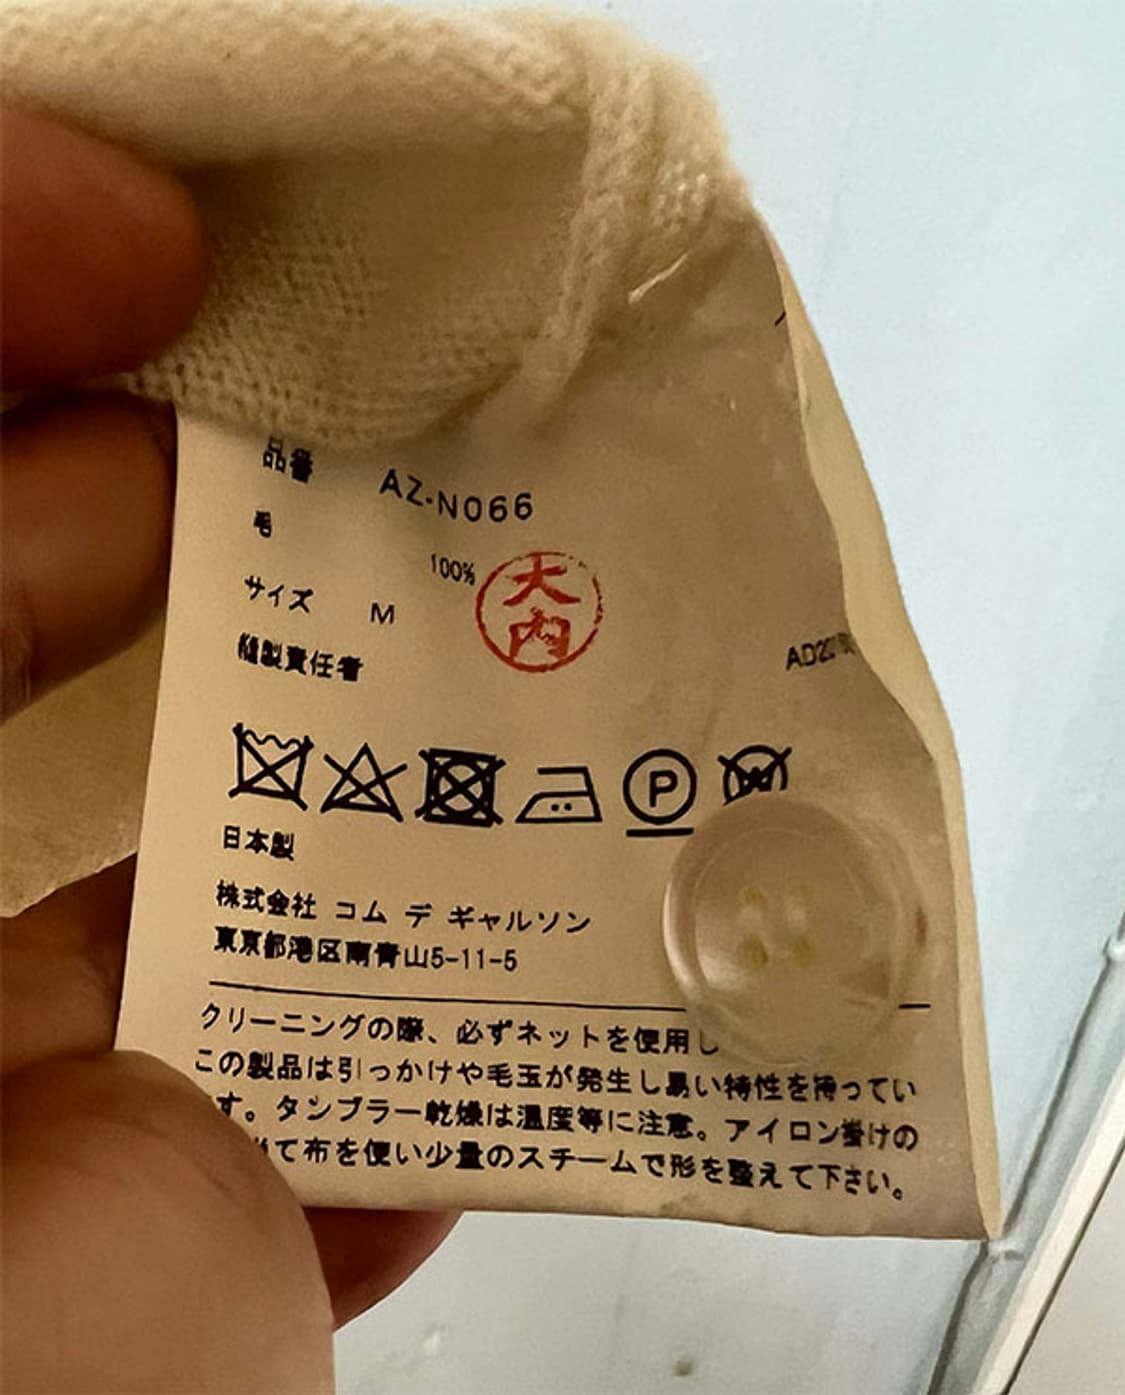 品番 AZ-N066
毛 100%
サイズ M
縫製責任者
大内
日本製
株式会社 コム デ ギャルソン
東京都港区南青山5-11-5
クリーニングの際、必ずネットを使用し
この製品は引っかけや毛玉が発生し易い特性を持ってい
す。タンブラー乾燥は温度等に注意。アイロン掛けの
て布を使い少量のスチームで形を整えて下さい。